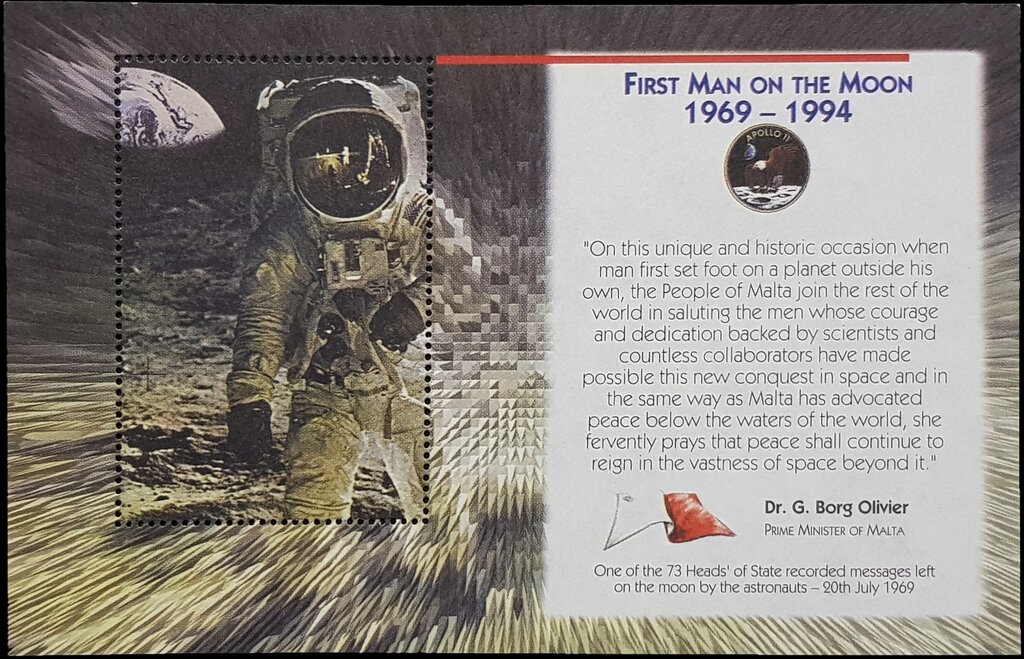 FIRST MAN ON THE MOON
1969 – 1994
APOLLO 11
"On this unique and historic occasion when
man first set foot on a planet outside his
own, the People of Malta join the rest of the
world in saluting the men whose courage
and dedication backed by scientists and
countless collaborators have made
possible this new conquest in space and in
the same way as Malta has advocated
peace below the waters of the world, she
fervently prays that peace shall continue to
reign in the vastness of space beyond it."
Dr. G. Borg Olivier
PRIME MINISTER OF MALTA
One of the 73 Heads' of State recorded messages left
on the moon by the astronauts – 20th July 1969